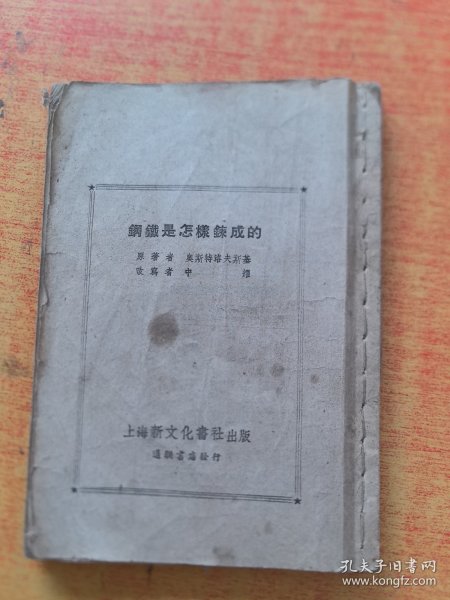 鋼鐵是怎樣鍊成的
原著者 奥斯特洛夫斯基
改寫者 中 耀
上海新文化書社出版
通聯書店發行
孔夫子旧书网
www.kongfz.com